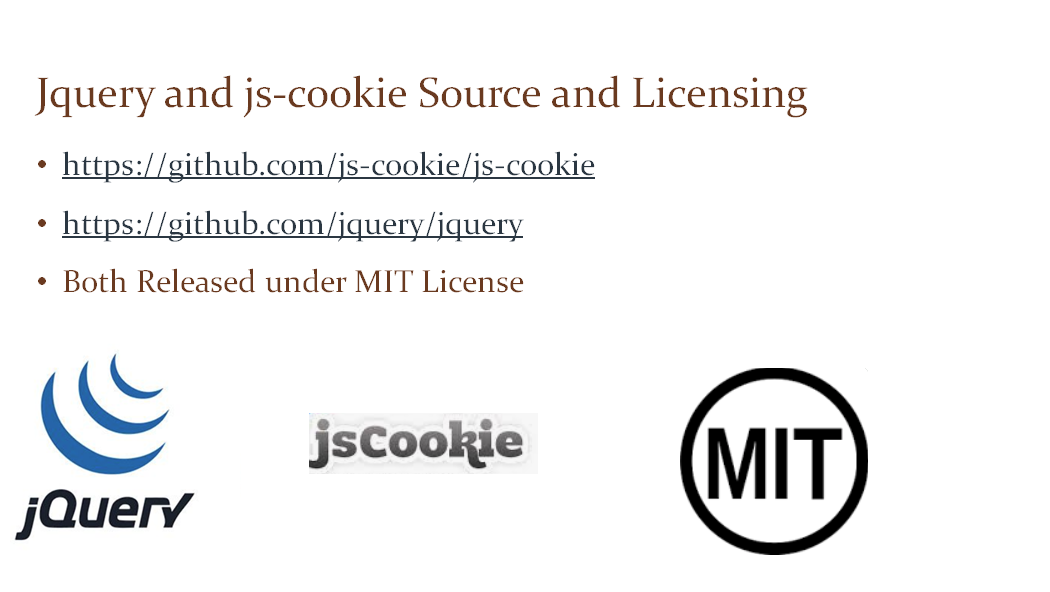 Jquery and js-cookie Source and Licensing
• https://github.com/js-cookie/js-cookie
• https://github.com/jquery/jquery
• Both Released under MIT License
jQuery
jsCookie
MIT